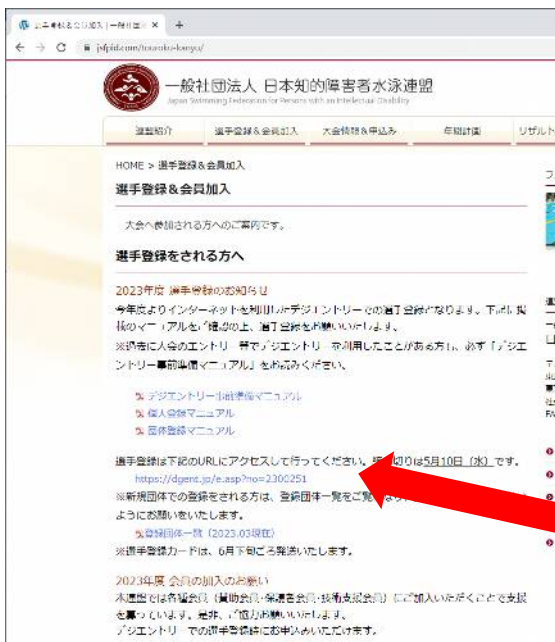 選手登録&会員加入|一般社団
jsfpid.com/touroku-kanyu/
一般社団法人 日本知的障害者水泳連盟
Japan Swimming Federation for Persons with an Intellectual Disability
連盟紹介 選手登録&会員加入 大会情報&申込み 年間計画 リザルト
HOME > 選手登録&会員加入
選手登録&会員加入
大会へ参加される方へのご案内です。
選手登録をされる方へ
2023年度 選手登録のお知らせ
今年度よりインターネットを利用したデジエントリーでの選手登録となります。下記に掲
載のマニュアルをご確認の上、選手登録をお願いいたします。
※過去に大会のエントリー等でデジエントリーを利用したことがある方も、必ず「デジエ
ントリー事前準備マニュアル」をお読みください。
デジエントリー事前準備マニュアル
個人登録マニュアル
団体登録マニュアル
選手登録は下記のURLにアクセスして行ってください。 切りは5月10日（水）です。
https://dgent.jp/e.asp?no=2300251
※新規団体での登録をされる方は、登録団体一覧をご覧
ようにお願いをいたします。
登録団体一覧（2023.03現在）
※選手登録カードは、6月下旬ごろ発送いたします。
2023年度 会員の加入のお願い
本連盟では各種会員（賛助会員・保護者会員・技術支援会員）にご加入いただくことで支援
を募っています。是非、ご協力お願いいたします。
デジエントリーでの選手登録時にお申込みいただけます。